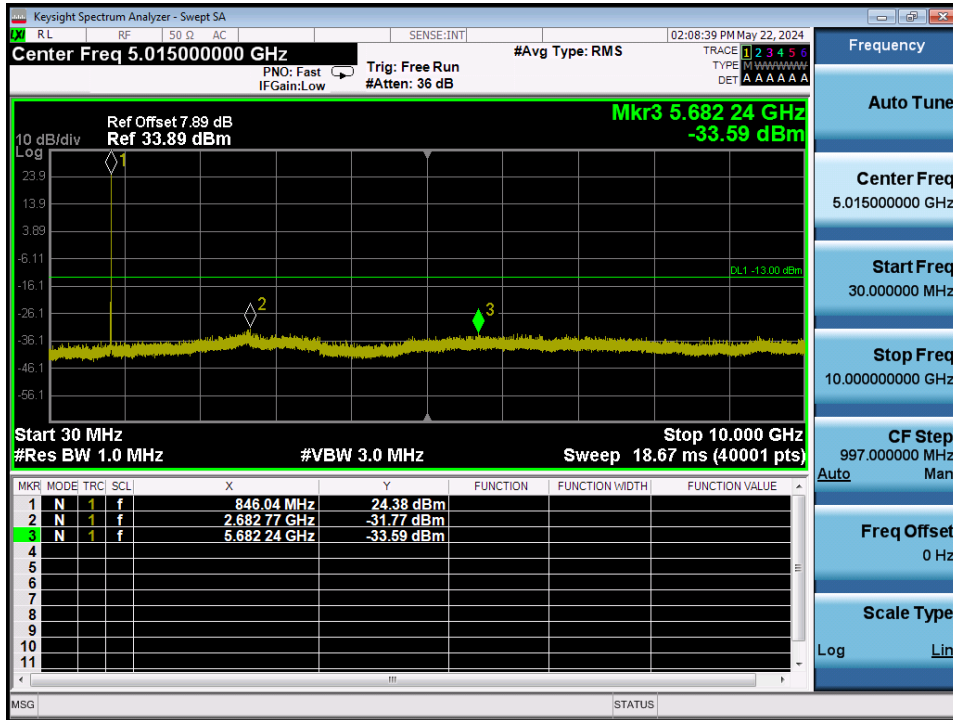 Keysight Spectrum Analyzer - Swept SA
LXI RL RF 50 Ω AC SENSE:INT 02:08:39 PM May 22, 2024
Center Freq 5.015000000 GHz
#Avg Type: RMS
TRACE 1 2 3 4 5 6
PNO: Fast Trig: Free Run
TYPE M WWWWW
IFGain:Low #Atten: 36 dB
DET A A A A A A
Mkr3 5.682 24 GHz
-33.59 dBm
Ref Offset 7.89 dB
10 dB/div Ref 33.89 dBm
Log
1
23.9
13.9
3.89
-6.11
DL1 -13.00 dBm
-16.1
-26.1
2
3
-36.1
-46.1
-56.1
Start 30 MHz Stop 10.000 GHz
#Res BW 1.0 MHz #VBW 3.0 MHz Sweep 18.67 ms (40001 pts)
MKR MODE TRC SCL X Y FUNCTION FUNCTION WIDTH FUNCTION VALUE
1 N 1 f 846.04 MHz 24.38 dBm
2 N 1 f 2.682 77 GHz -31.77 dBm
3 N 1 f 5.682 24 GHz -33.59 dBm
4
5
6
7
8
9
10
11
MSG STATUS
Frequency
Auto Tune
Center Freq
5.015000000 GHz
Start Freq
30.000000 MHz
Stop Freq
10.000000000 GHz
CF Step
997.000000 MHz
Auto Man
Freq Offset
0 Hz
Scale Type
Log Lin